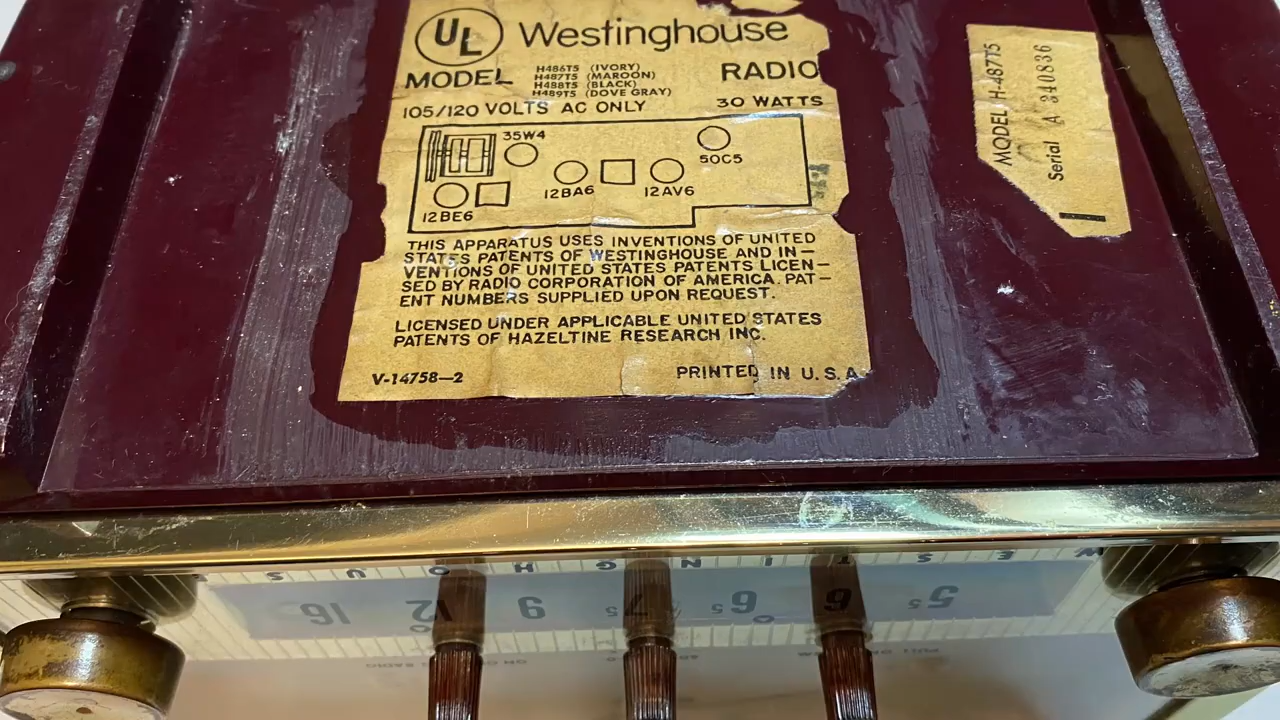 UL Westinghouse
MODEL
H486T5 (IVORY)
H487T5 (MAROON)
H488T5 (BLACK)
H489T5 (DOVE GRAY)
RADIO
105/120 VOLTS AC ONLY 30 WATTS
35W4
50C5
12BA6 12AV6
12BE6
THIS APPARATUS USES INVENTIONS OF UNITED
STATES PATENTS OF WESTINGHOUSE AND IN-
VENTIONS OF UNITED STATES PATENTS LICEN-
SED BY RADIO CORPORATION OF AMERICA. PAT-
ENT NUMBERS SUPPLIED UPON REQUEST.
LICENSED UNDER APPLICABLE UNITED STATES
PATENTS OF HAZELTINE RESEARCH INC.
V-14758-2 PRINTED IN U.S.A.
MODEL H-487T5
Serial A 340836
WESTINGHOUS
55 6 65 75 9 12 16